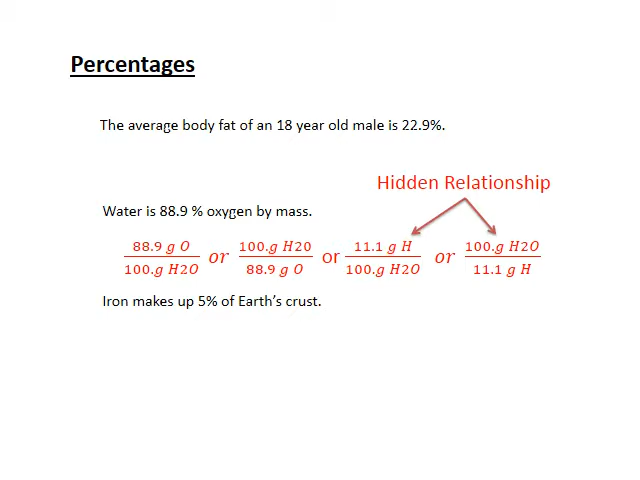 Percentages
The average body fat of an 18 year old male is 22.9%.
Hidden Relationship
Water is 88.9 % oxygen by mass.
88.9 g O / 100.g H2O or 100.g H20 / 88.9 g O or 11.1 g H / 100.g H2O or 100.g H2O / 11.1 g H
Iron makes up 5% of Earth's crust.